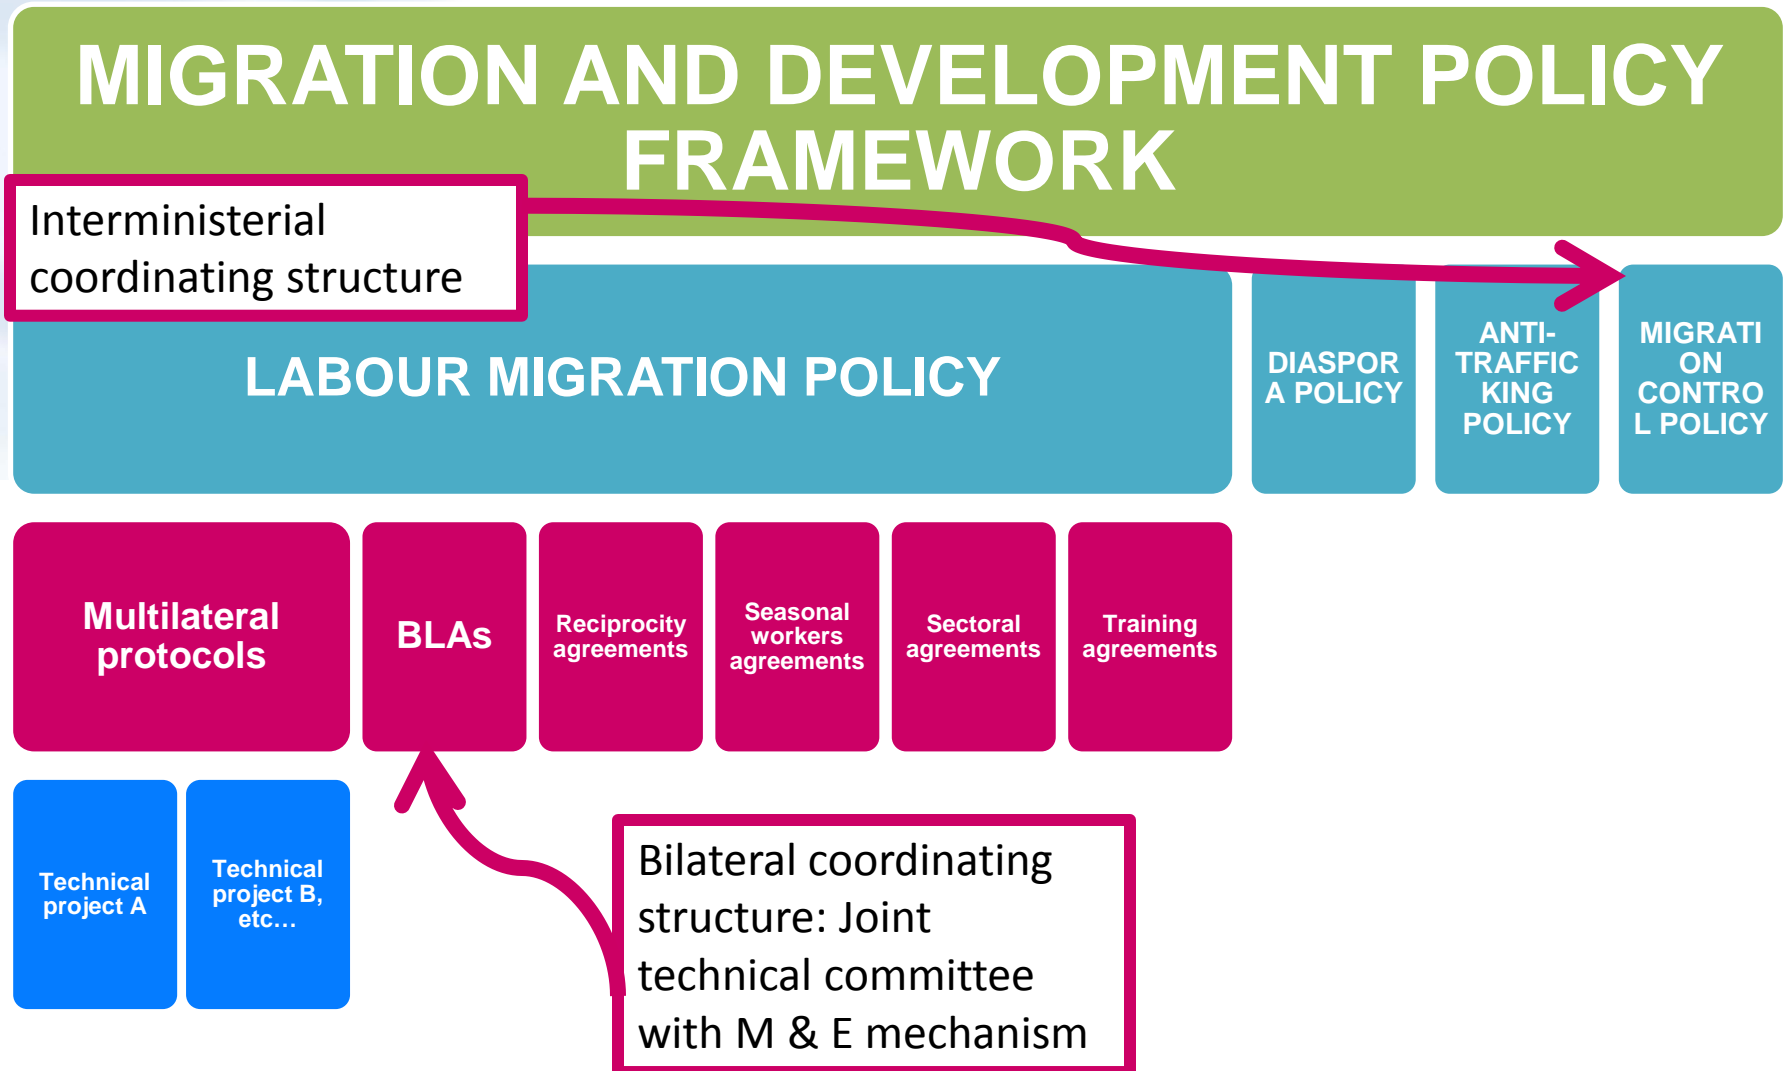 MIGRATION AND DEVELOPMENT POLICY
FRAMEWORK
Interministerial
coordinating structure
LABOUR MIGRATION POLICY
DIASPOR
A POLICY
ANTI-
TRAFFIC
KING
POLICY
MIGRATI
ON
CONTRO
L POLICY
Multilateral
protocols
BLAs
Reciprocity
agreements
Seasonal
workers
agreements
Sectoral
agreements
Training
agreements
Technical
project A
Technical
project B,
etc…
Bilateral coordinating
structure: Joint
technical committee
with M & E mechanism